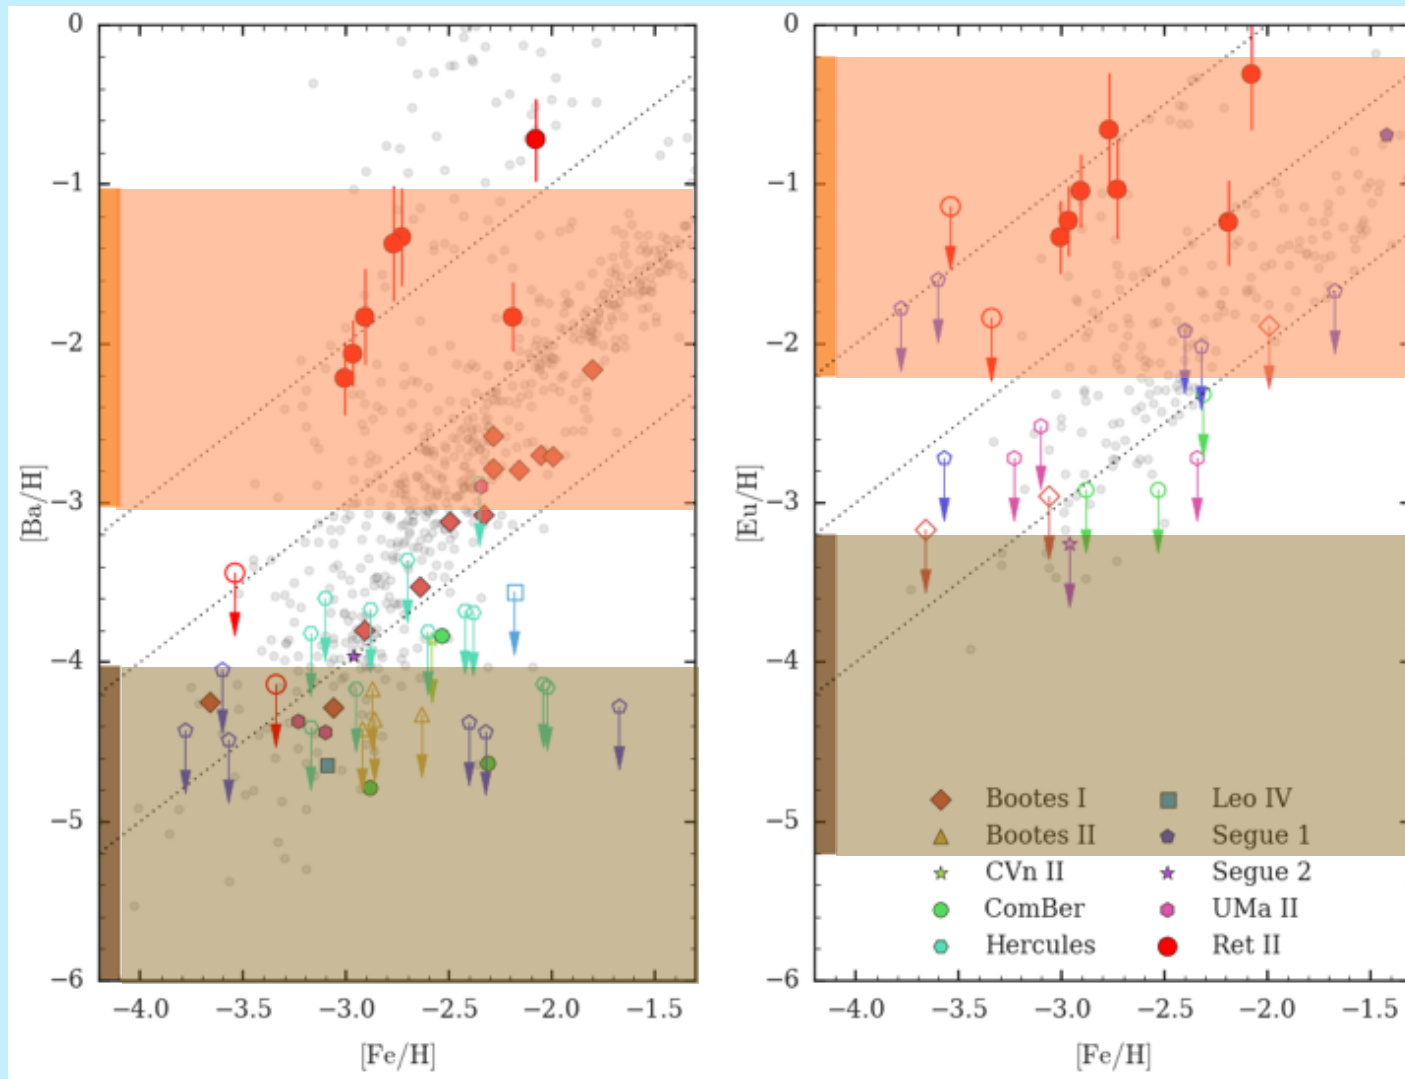 0
−1
−2
−3
−4
−5
−6
[Ba/H]
−4.0 −3.5 −3.0 −2.5 −2.0 −1.5
[Fe/H]
0
−1
−2
−3
−4
−5
−6
[Eu/H]
Bootes I
Bootes II
CVn II
ComBer
Hercules
Leo IV
Segue 1
Segue 2
UMa II
Ret II
−4.0 −3.5 −3.0 −2.5 −2.0 −1.5
[Fe/H]